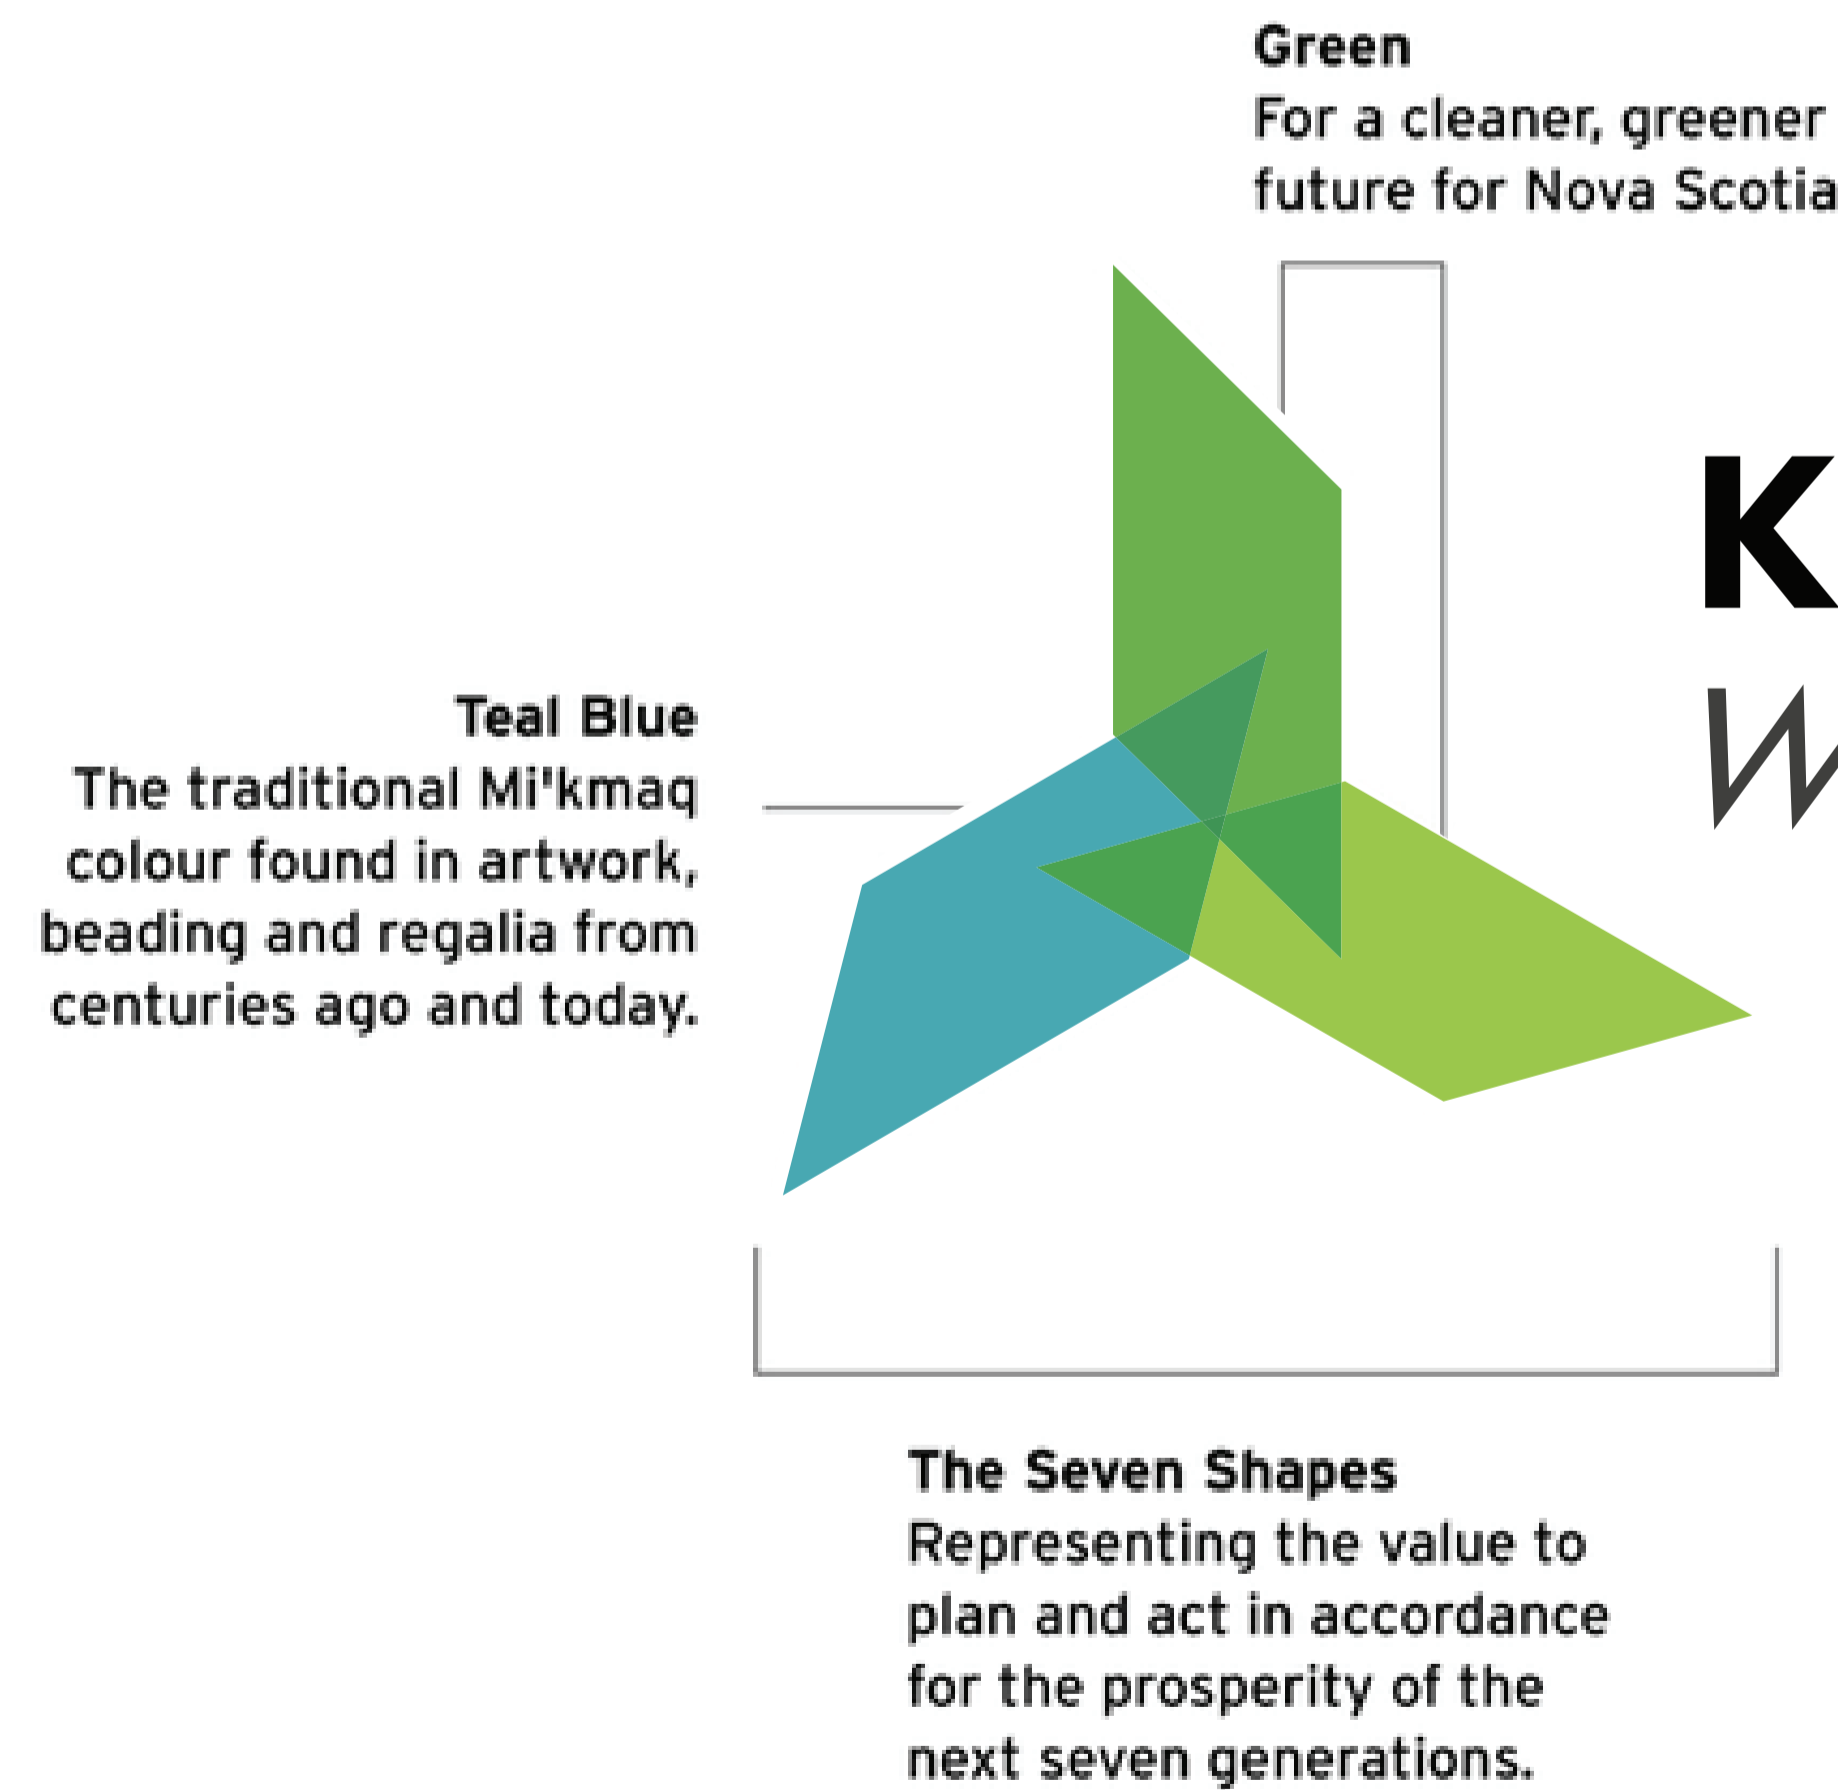 Green
For a cleaner, greener
future for Nova Scotia
K
W
Teal Blue
The traditional Mi'kmaq
colour found in artwork,
beading and regalia from
centuries ago and today.
The Seven Shapes
Representing the value to
plan and act in accordance
for the prosperity of the
next seven generations.